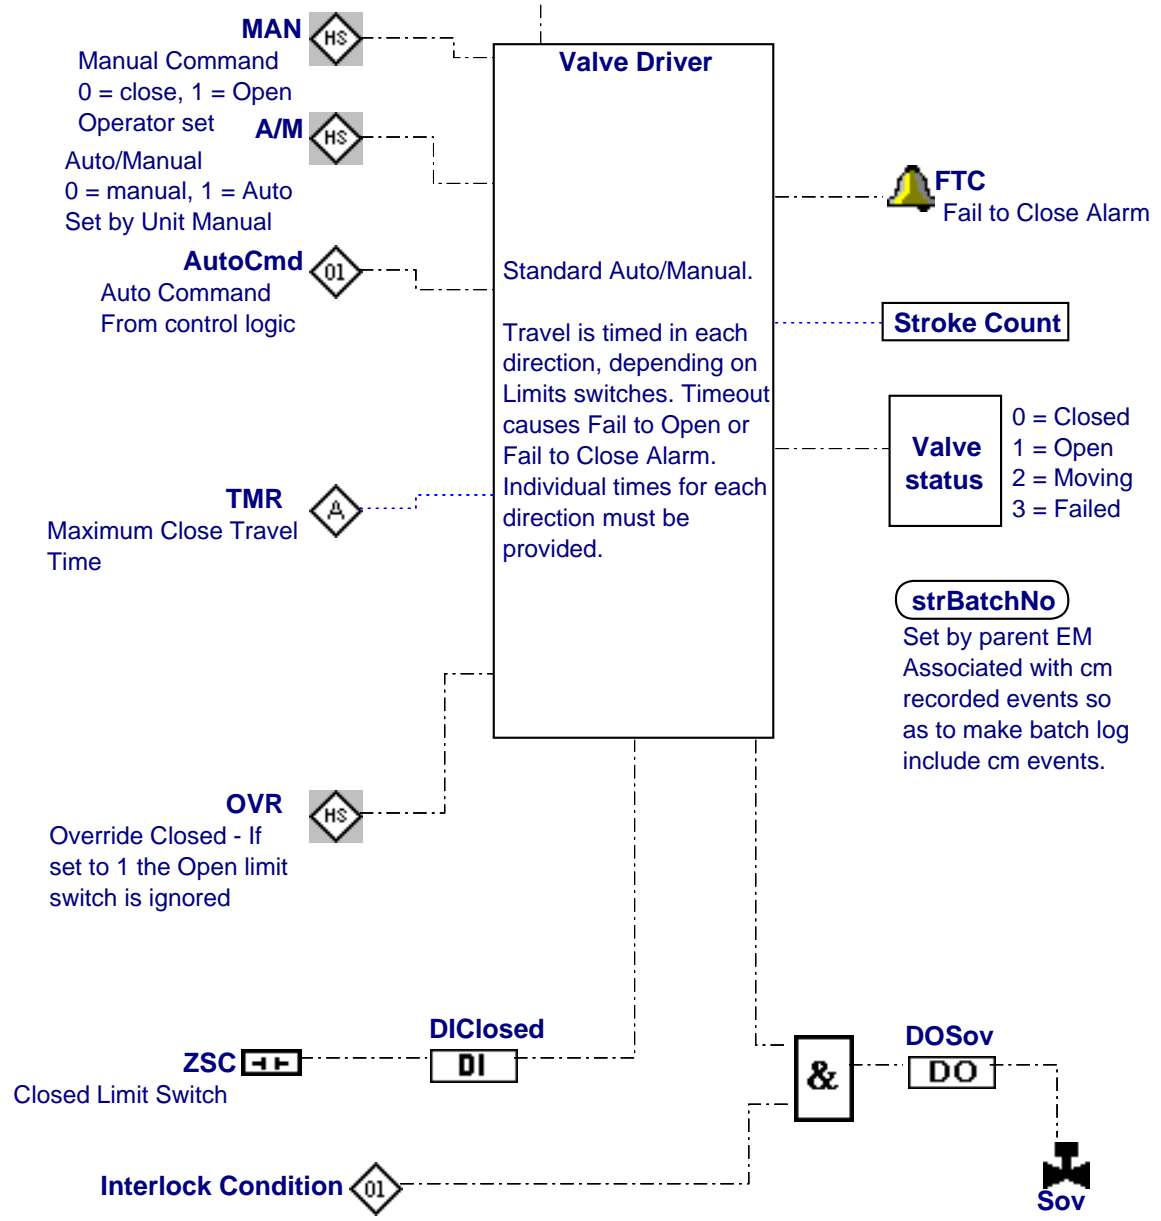 MAN
HS
Manual Command
0 = close, 1 = Open
Operator set
A/M
HS
Auto/Manual
0 = manual, 1 = Auto
Set by Unit Manual
AutoCmd
01
Auto Command
From control logic
TMR
A
Maximum Close Travel
Time
OVR
HS
Override Closed - If
set to 1 the Open limit
switch is ignored
Valve Driver
Standard Auto/Manual.
Travel is timed in each
direction, depending on
Limits switches. Timeout
causes Fail to Open or
Fail to Close Alarm.
Individual times for each
direction must be
provided.
FTC
Fail to Close Alarm
Stroke Count
Valve
status
0 = Closed
1 = Open
2 = Moving
3 = Failed
strBatchNo
Set by parent EM
Associated with cm
recorded events so
as to make batch log
include cm events.
ZSC
Closed Limit Switch
DIClosed
DI
&
DOSov
DO
Interlock Condition
01
Sov